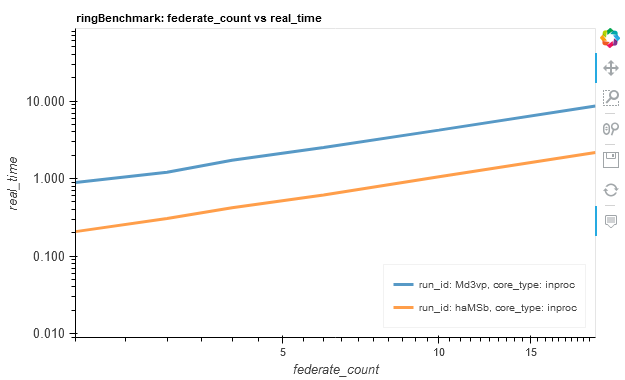 ringBenchmark: federate_count vs real_time
10.000
1.000
0.100
0.010
real_time
run_id: Md3vp, core_type: inproc
run_id: haMSb, core_type: inproc
5
10
15
federate_count